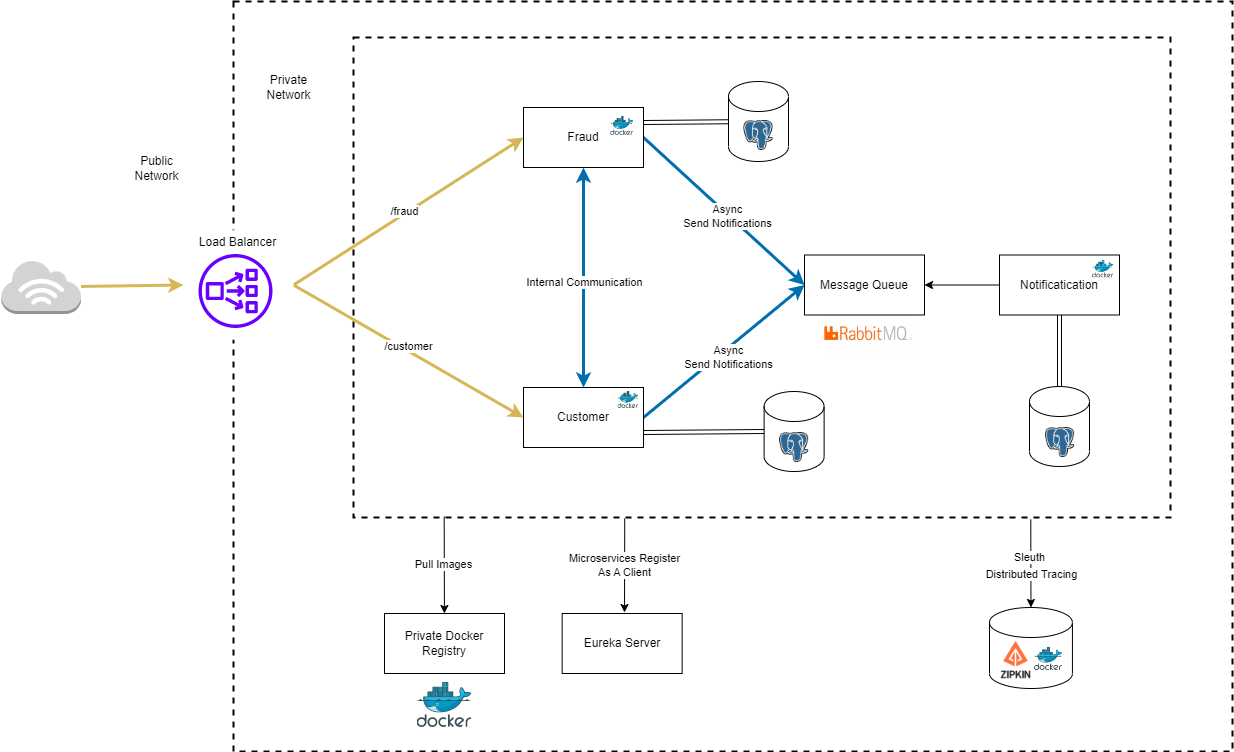 Private
Network
Public
Network
Load Balancer
/fraud
/customer
Fraud
docker
Internal Communication
Customer
docker
Async
Send Notifications
Async
Send Notifications
Message Queue
RabbitMQ
Notificatication
docker
Pull Images
Private Docker
Registry
docker
Microservices Register
As A Client
Eureka Server
Sleuth
Distributed Tracing
ZIPKIN
docker